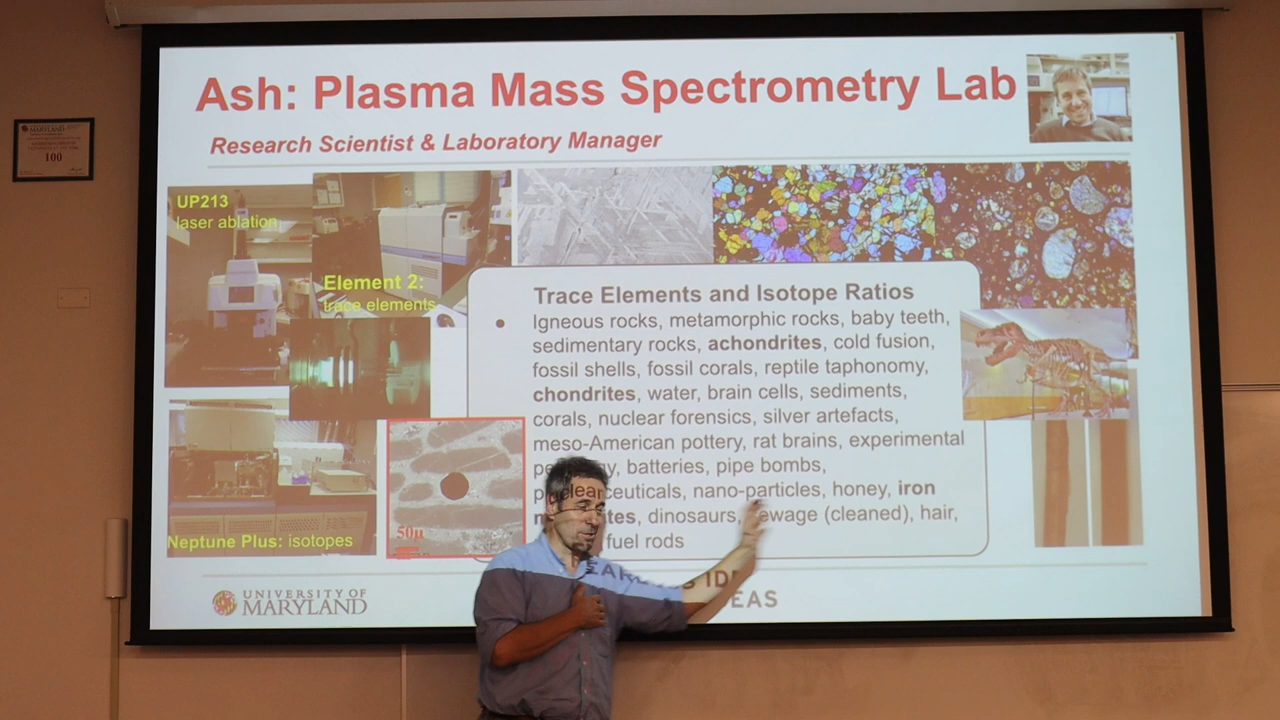 Ash: Plasma Mass Spectrometry Lab
Research Scientist & Laboratory Manager
MARYLAND
100
UP213
laser ablation
Element 2:
trace elements
Trace Elements and Isotope Ratios
• Igneous rocks, metamorphic rocks, baby teeth,
sedimentary rocks, achondrites, cold fusion,
fossil shells, fossil corals, reptile taphonomy,
chondrites, water, brain cells, sediments,
corals, nuclear forensics, silver artefacts,
meso-American pottery, rat brains, experimental
batteries, pipe bombs,
nano-particles, honey, iron
dinosaurs, sewage (cleaned), hair,
fuel rods
50µ
Neptune Plus: isotopes
UNIVERSITY OF
MARYLAND